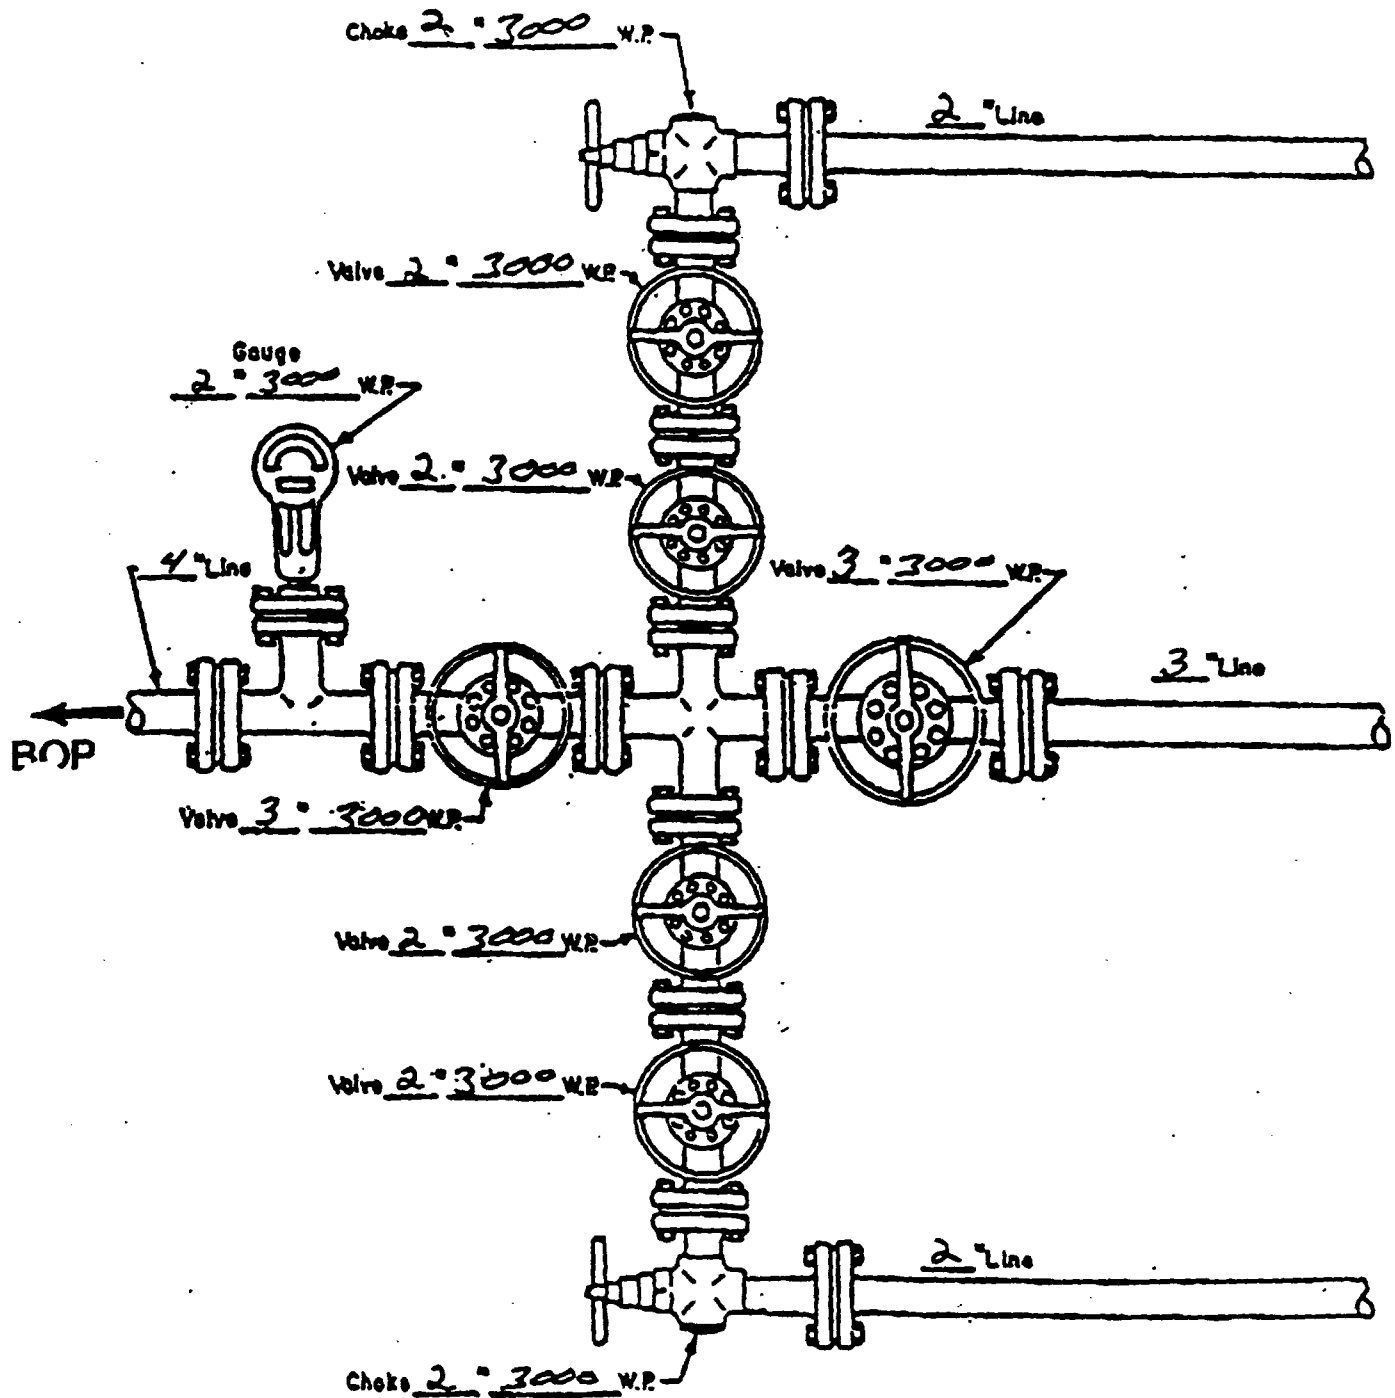 Choke 2 " 3000 W.P.
2 "Line
Valve 2 " 3000 W.P.
Gauge
2 " 3000 W.P.
Valve 2 " 3000 W.P.
4 "Line
Valve 3 " 3000 W.P.
3 "Line
BOP
Valve 3 " 3000 W.P.
Valve 2 " 3000 W.P.
Valve 2 " 3000 W.P.
2 "Line
Choke 2 " 3000 W.P.